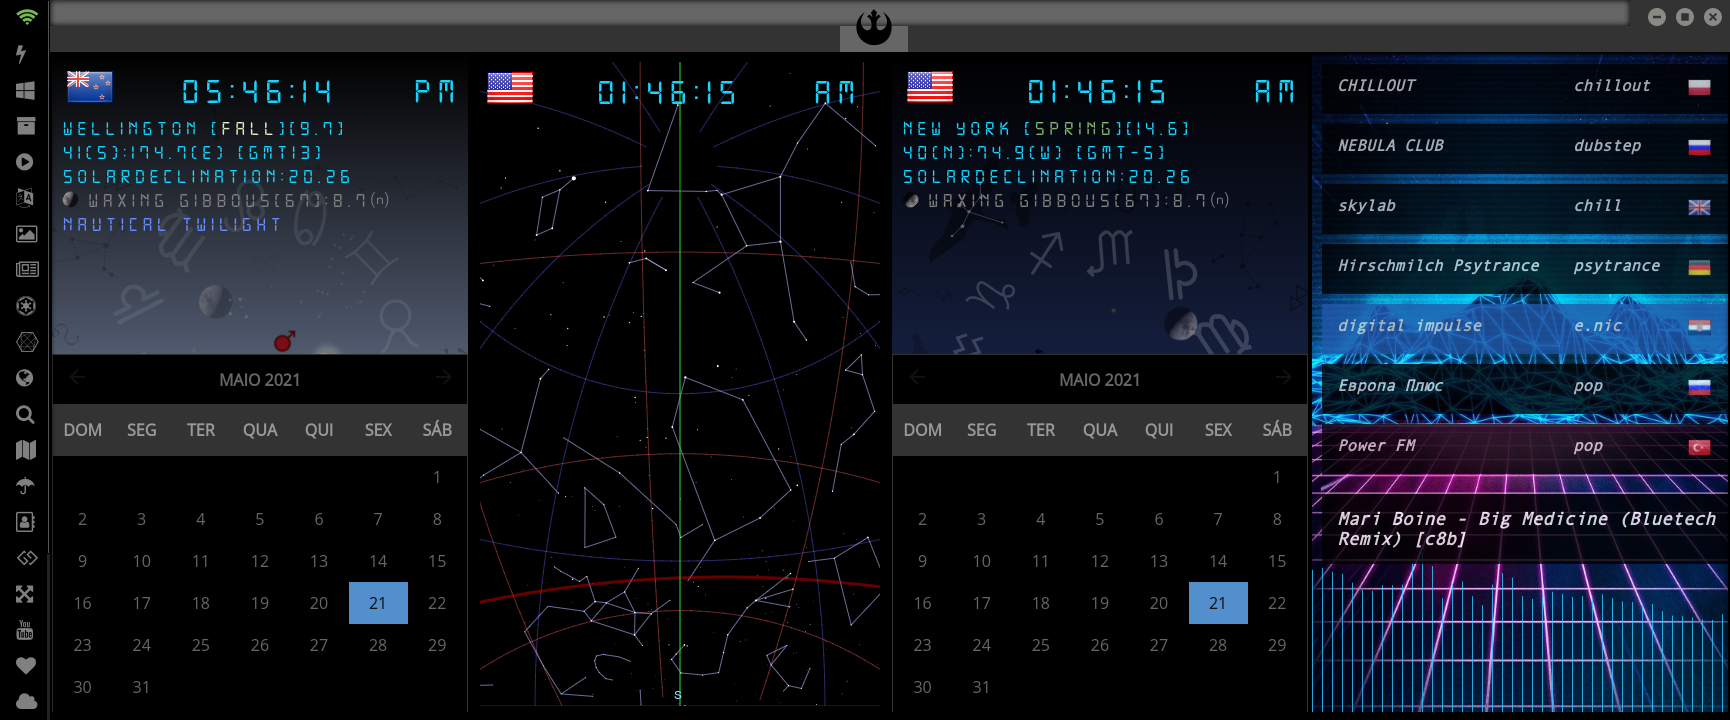 05:46:14 PM
WELLINGTON [FALL][9.7]
41(S):174.7(E) [GMT13]
SOLARDECLINATION:20.26
WAXING GIBBOUS[67]:8.7(n)
NAUTICAL TWILIGHT
MAIO 2021
DOM SEG TER QUA QUI SEX SÁB
1
2 3 4 5 6 7 8
9 10 11 12 13 14 15
16 17 18 19 20 21 22
23 24 25 26 27 28 29
30 31
01:46:15 AM
S
01:46:15 AM
NEW YORK [SPRING][14.6]
40(N):74.9(W) [GMT-5]
SOLARDECLINATION:20.26
WAXING GIBBOUS[67]:8.7(n)
MAIO 2021
DOM SEG TER QUA QUI SEX SÁB
1
2 3 4 5 6 7 8
9 10 11 12 13 14 15
16 17 18 19 20 21 22
23 24 25 26 27 28 29
30 31
CHILLOUT chillout
NEBULA CLUB dubstep
skylab chill
Hirschmilch Psytrance psytrance
digital impulse e.nic
Европа Плюс pop
Power FM pop
Mari Boine - Big Medicine (Bluetech
Remix) [c8b]
You
Tube